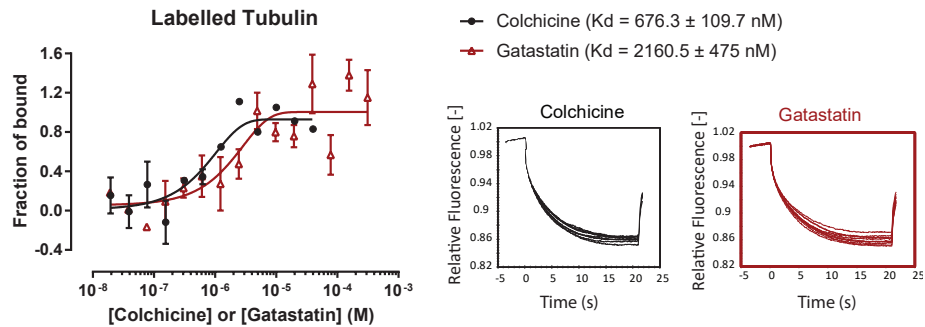 Labelled Tubulin
Fraction of bound
1.6
1.2
0.8
0.4
0.0
-0.4
10⁻⁸ 10⁻⁷ 10⁻⁶ 10⁻⁵ 10⁻⁴ 10⁻³
[Colchicine] or [Gatastatin] (M)
Colchicine (Kd = 676.3 ± 109.7 nM)
Gatastatin (Kd = 2160.5 ± 475 nM)
Colchicine
Relative Fluorescence [-]
1.02
0.98
0.94
0.9
0.86
0.82
-5 0 5 10 15 20 25
Time (s)
Gatastatin
Relative Fluorescence [-]
1.02
0.98
0.94
0.9
0.86
0.82
-5 0 5 10 15 20 25
Time (s)